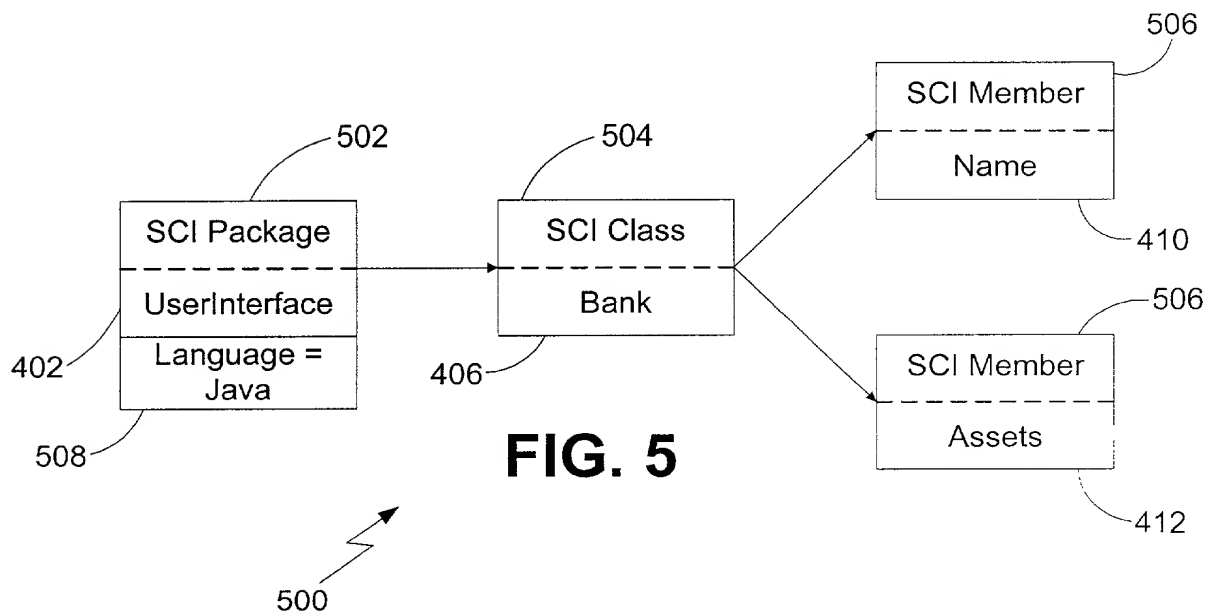 506
SCI Member
Name
410
502
504
SCI Package
UserInterface
Language =
Java
402
508
SCI Class
Bank
406
506
SCI Member
Assets
412
FIG. 5
500